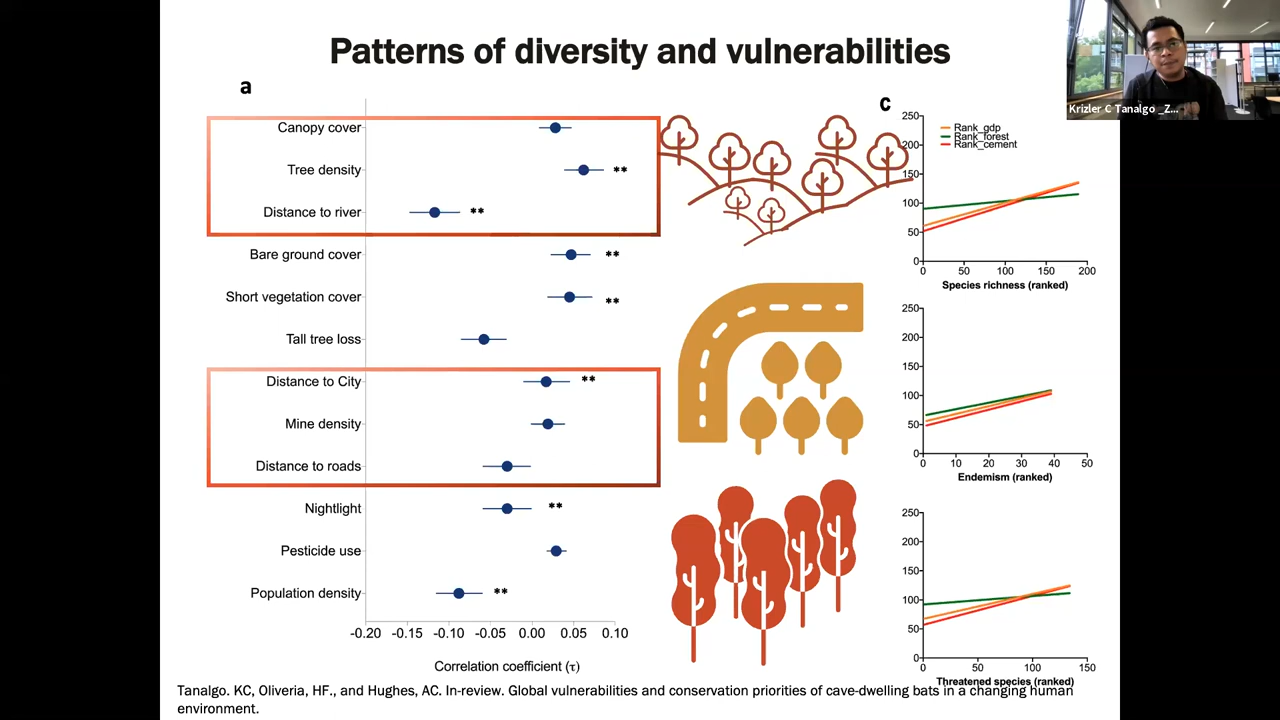 Patterns of diversity and vulnerabilities
Krizler C Tanalgo _Z...
a
Canopy cover
Tree density
**
Distance to river
**
Bare ground cover
**
Short vegetation cover
**
Tall tree loss
Distance to City
**
Mine density
Distance to roads
Nightlight
**
Pesticide use
Population density
**
-0.20 -0.15 -0.10 -0.05 0.00 0.05 0.10
Correlation coefficient (τ)
c
250
200
150
100
50
0
Rank_gdp
Rank_forest
Rank_cement
0 50 100 150 200
Species richness (ranked)
250
200
150
100
50
0
0 10 20 30 40 50
Endemism (ranked)
250
200
150
100
50
0
0 50 100 150
Threatened species (ranked)
Tanalgo. KC, Oliveria, HF., and Hughes, AC. In-review. Global vulnerabilities and conservation priorities of cave-dwelling bats in a changing human
environment.